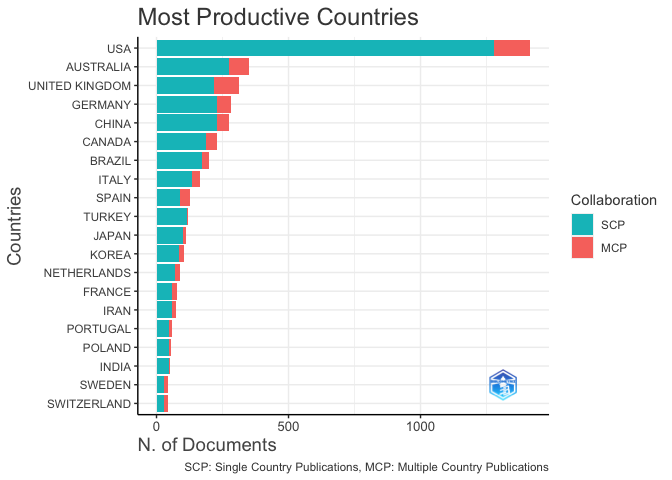 Most Productive Countries
Countries
USA
AUSTRALIA
UNITED KINGDOM
GERMANY
CHINA
CANADA
BRAZIL
ITALY
SPAIN
TURKEY
JAPAN
KOREA
NETHERLANDS
FRANCE
IRAN
PORTUGAL
POLAND
INDIA
SWEDEN
SWITZERLAND
0 500 1000
N. of Documents
Collaboration
SCP
MCP
SCP: Single Country Publications, MCP: Multiple Country Publications